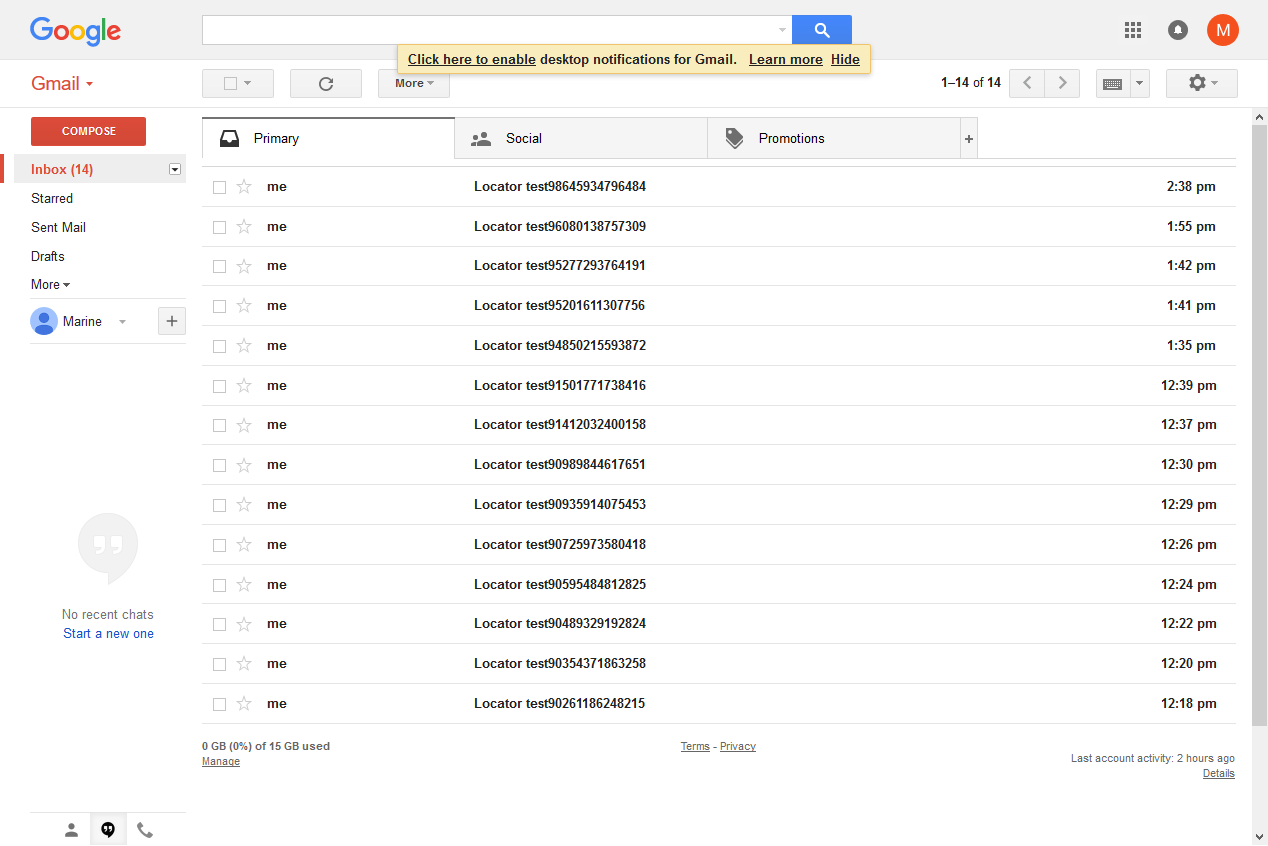 Google
M
Click here to enable desktop notifications for Gmail. Learn more Hide
Gmail
More
1–14 of 14
COMPOSE
Primary
Social
Promotions
+
Inbox (14)
Starred
Sent Mail
Drafts
More
Marine
+
me Locator test98645934796484 2:38 pm
me Locator test96080138757309 1:55 pm
me Locator test95277293764191 1:42 pm
me Locator test95201611307756 1:41 pm
me Locator test94850215593872 1:35 pm
me Locator test91501771738416 12:39 pm
me Locator test91412032400158 12:37 pm
me Locator test90989844617651 12:30 pm
me Locator test90935914075453 12:29 pm
me Locator test90725973580418 12:26 pm
me Locator test90595484812825 12:24 pm
me Locator test90489329192824 12:22 pm
me Locator test90354371863258 12:20 pm
me Locator test90261186248215 12:18 pm
No recent chats
Start a new one
0 GB (0%) of 15 GB used
Manage
Terms - Privacy
Last account activity: 2 hours ago
Details